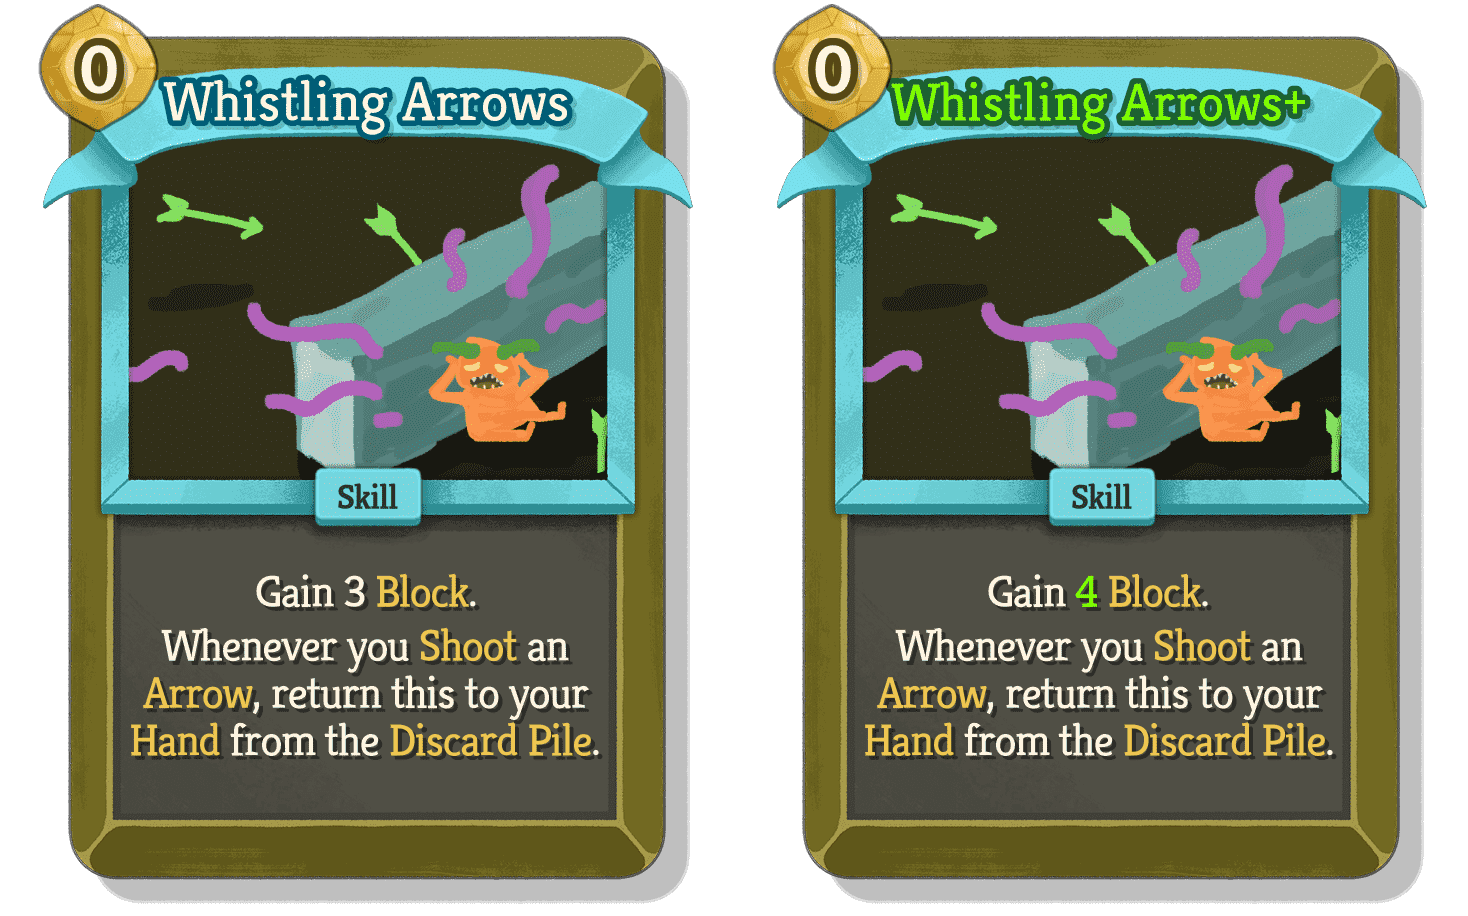 0
Whistling Arrows
Skill
Gain 3 Block.
Whenever you Shoot an
Arrow, return this to your
Hand from the Discard Pile.
0
Whistling Arrows+
Skill
Gain 4 Block.
Whenever you Shoot an
Arrow, return this to your
Hand from the Discard Pile.